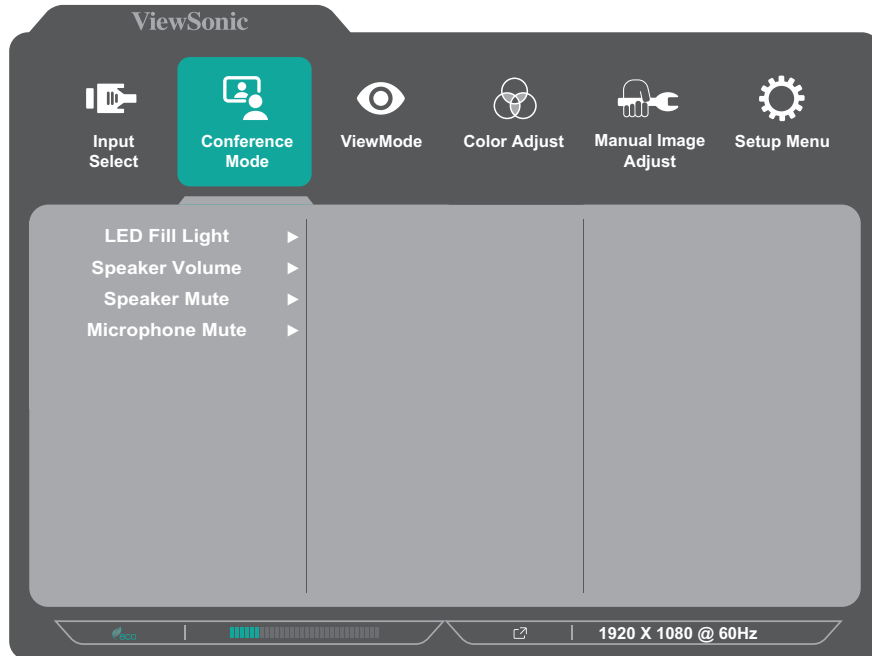 ViewSonic
Input
Select
Conference
Mode
ViewMode
Color Adjust
Manual Image
Adjust
Setup Menu
LED Fill Light
Speaker Volume
Speaker Mute
Microphone Mute
eco
1920 X 1080 @ 60Hz